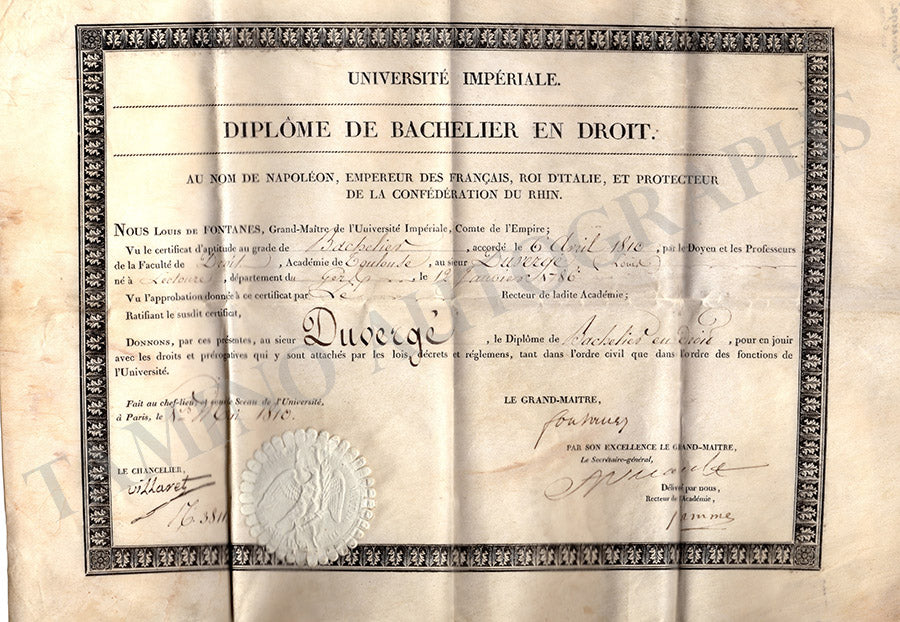 UNIVERSITÉ IMPÉRIALE.
DIPLÔME DE BACHELIER EN DROIT.
AU NOM DE NAPOLÉON, EMPEREUR DES FRANÇAIS, ROI D'ITALIE, ET PROTECTEUR
DE LA CONFÉDÉRATION DU RHIN.
NOUS LOUIS DE FONTANES, Grand-Maître de l'Université Impériale, Comte de l'Empire;
Vu le certificat d'aptitude au grade de Bachelier, accordé le 6 Avril 1810, par le Doyen et les Professeurs
de la Faculté de Droit, Académie de Toulouse, au sieur Duvergé
né à Lectoure, département du gers le 12 Janvier 1786
Vu l'approbation donnée à ce certificat par Le Recteur de ladite Académie;
Ratifiant le susdit certificat,
DONNONS, par ces présentes, au sieur Duvergé, le Diplôme de Bachelier en Droit, pour en jouir
avec les droits et prérogatives qui y sont attachés par les lois, décrets et réglemens, tant dans l'ordre civil que dans l'ordre des fonctions de
l'Université.
Fait au chef-lieu et sous le Sceau de l'Université,
à Paris, le 1810.
LE GRAND-MAITRE,
fontanes
PAR SON EXCELLENCE LE GRAND-MAITRE,
Le Secrétaire-général,
Délivré par nous,
Recteur de l'Académie,
jamme
LE CHANCELIER,
Villaret
TAMINO AUTOGRAPHS